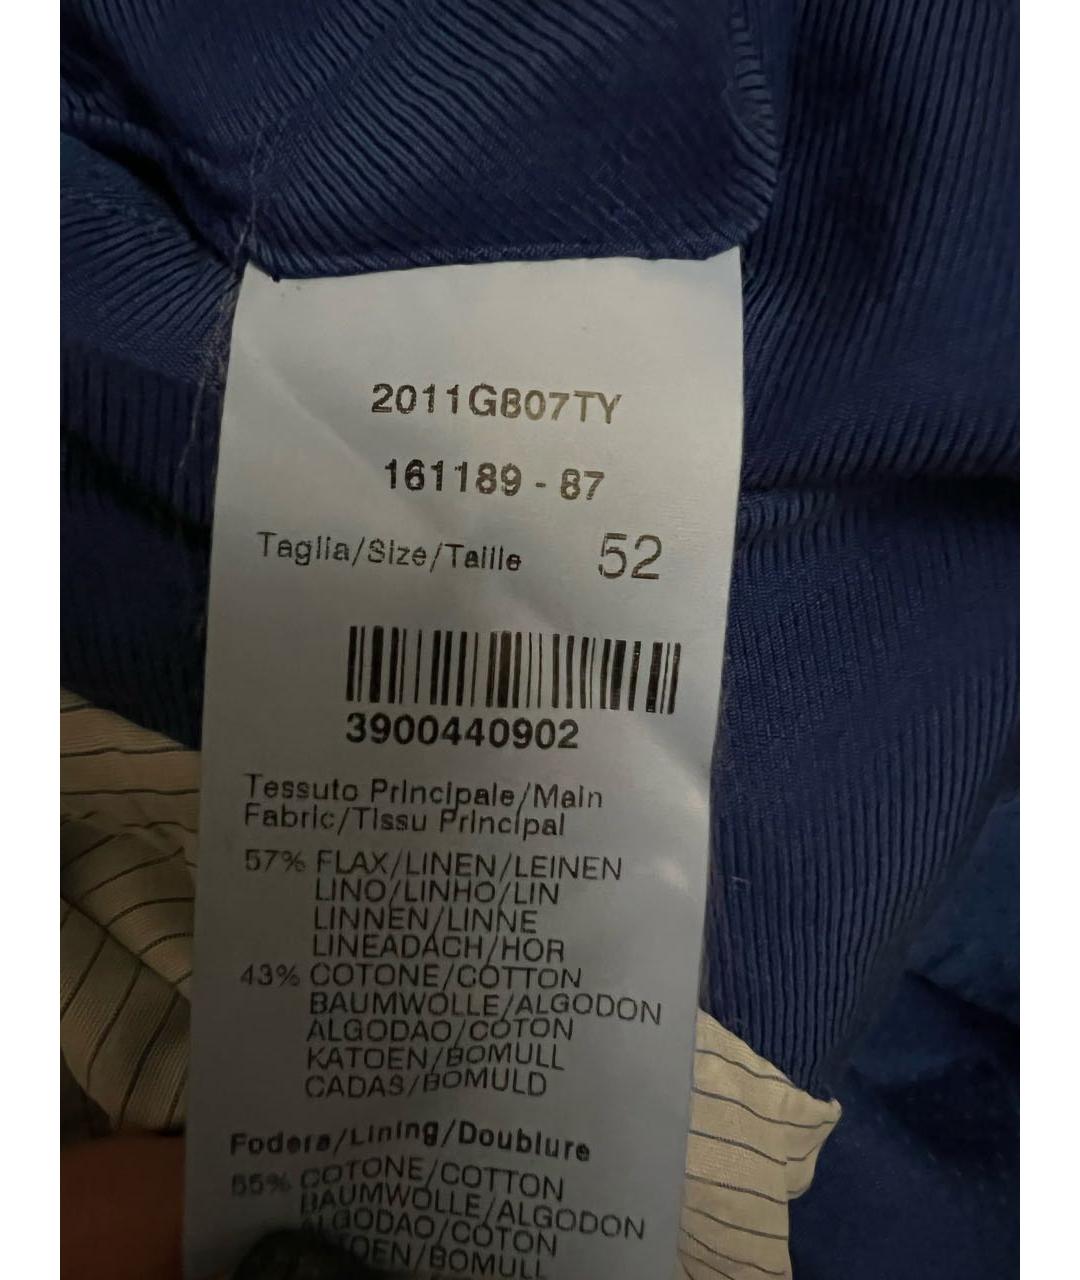 2011G807TY
161189 - 87
Taglia/Size/Taille 52
3900440902
Tessuto Principale/Main
Fabric/Tissu Principal
57% FLAX/LINEN/LEINEN
LINO/LINHO/LIN
LINNEN/LINNE
LINEADACH/HOR
43% COTONE/COTTON
BAUMWOLLE/ALGODON
ALGODAO/COTON
KATOEN/BOMULL
CADAS/BOMULD
Fodera/Lining/Doublure
55% COTONE/COTTON
BAUMWOLLE/ALGODON
ALGODAO/COTON
BOMULL